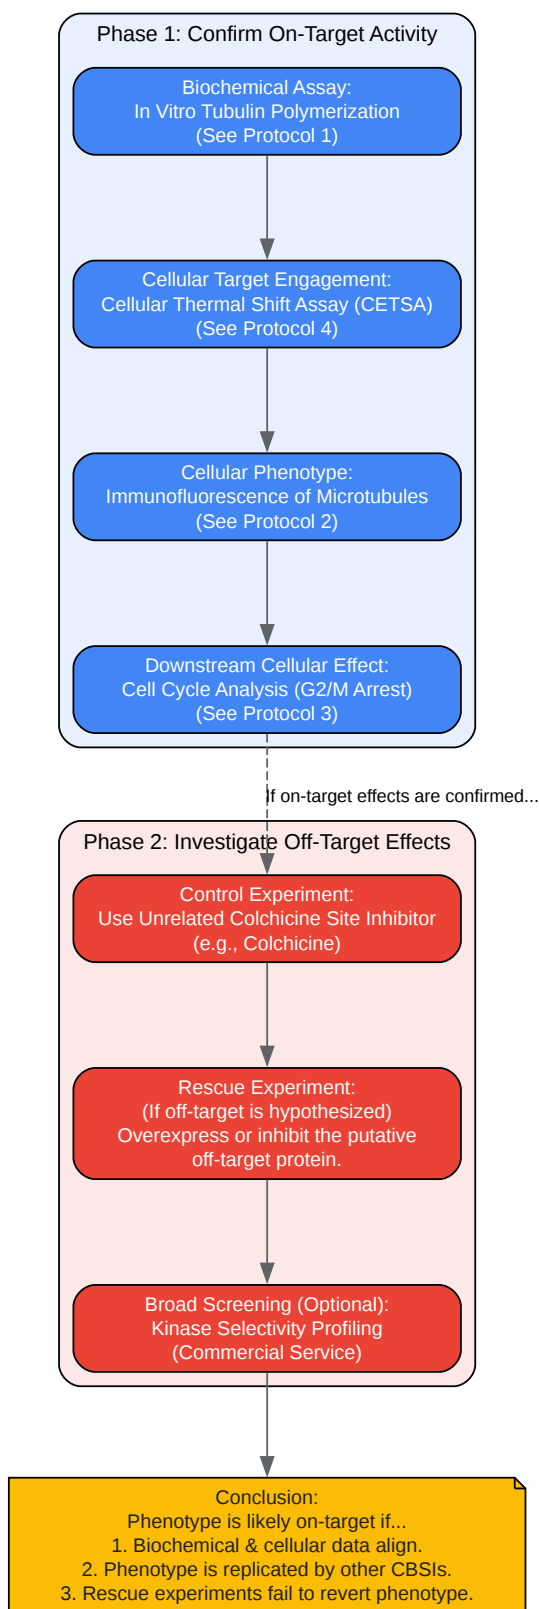 Phase 1: Confirm On-Target Activity
Biochemical Assay:
In Vitro Tubulin Polymerization
(See Protocol 1)
Cellular Target Engagement:
Cellular Thermal Shift Assay (CETSA)
(See Protocol 4)
Cellular Phenotype:
Immunofluorescence of Microtubules
(See Protocol 2)
Downstream Cellular Effect:
Cell Cycle Analysis (G2/M Arrest)
(See Protocol 3)
If on-target effects are confirmed...
Phase 2: Investigate Off-Target Effects
Control Experiment:
Use Unrelated Colchicine Site Inhibitor
(e.g., Colchicine)
Rescue Experiment:
(If off-target is hypothesized)
Overexpress or inhibit the putative
off-target protein.
Broad Screening (Optional):
Kinase Selectivity Profiling
(Commercial Service)
Conclusion:
Phenotype is likely on-target if...
1. Biochemical & cellular data align.
2. Phenotype is replicated by other CBSIs.
3. Rescue experiments fail to revert phenotype.